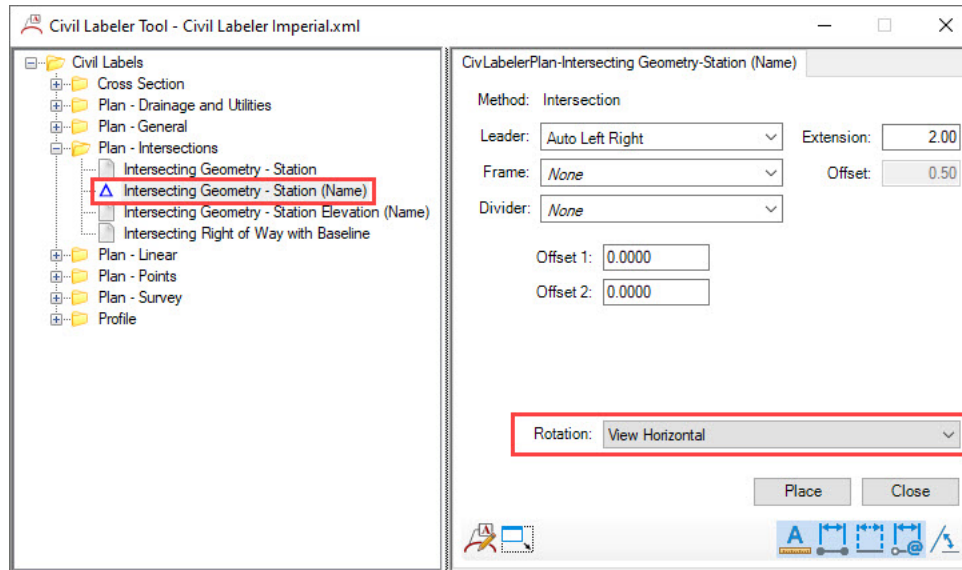 Civil Labeler Tool - Civil Labeler Imperial.xml
Civil Labels
Cross Section
Plan - Drainage and Utilities
Plan - General
Plan - Intersections
Intersecting Geometry - Station
Intersecting Geometry - Station (Name)
Intersecting Geometry - Station Elevation (Name)
Intersecting Right of Way with Baseline
Plan - Linear
Plan - Points
Plan - Survey
Profile
CivLabelerPlan-Intersecting Geometry-Station (Name)
Method: Intersection
Leader: Auto Left Right Extension: 2.00
Frame: None Offset: 0.50
Divider: None
Offset 1: 0.0000
Offset 2: 0.0000
Rotation: View Horizontal
Place Close